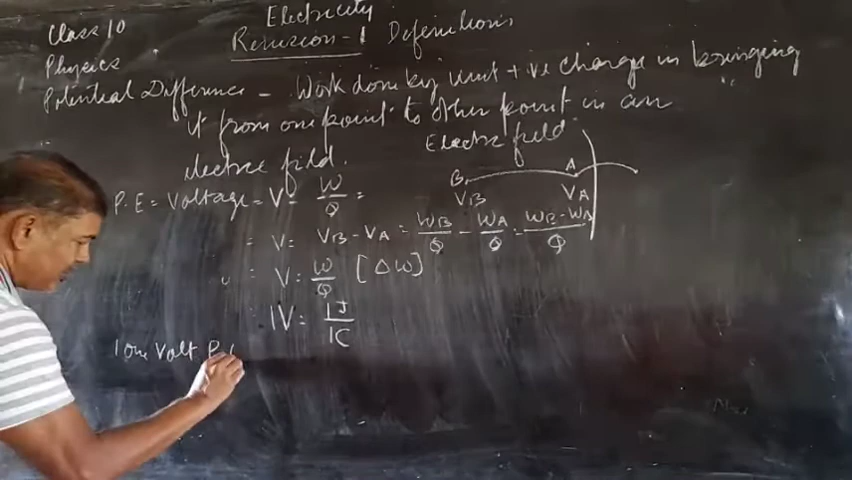 Class 10
Electricity
Physics
Revision-1 Definitions
Potential Difference - Work done by unit +ve charge in bringing
it from one point to other point in an
electric field.
Electric field
B A
VB VA
P.E = Voltage = V = W/Q =
= V = VB - VA = WB/Q - WA/Q = WB - WA/Q
V = W/Q [ΔW]
1V = 1J/1C
1 one Volt P.